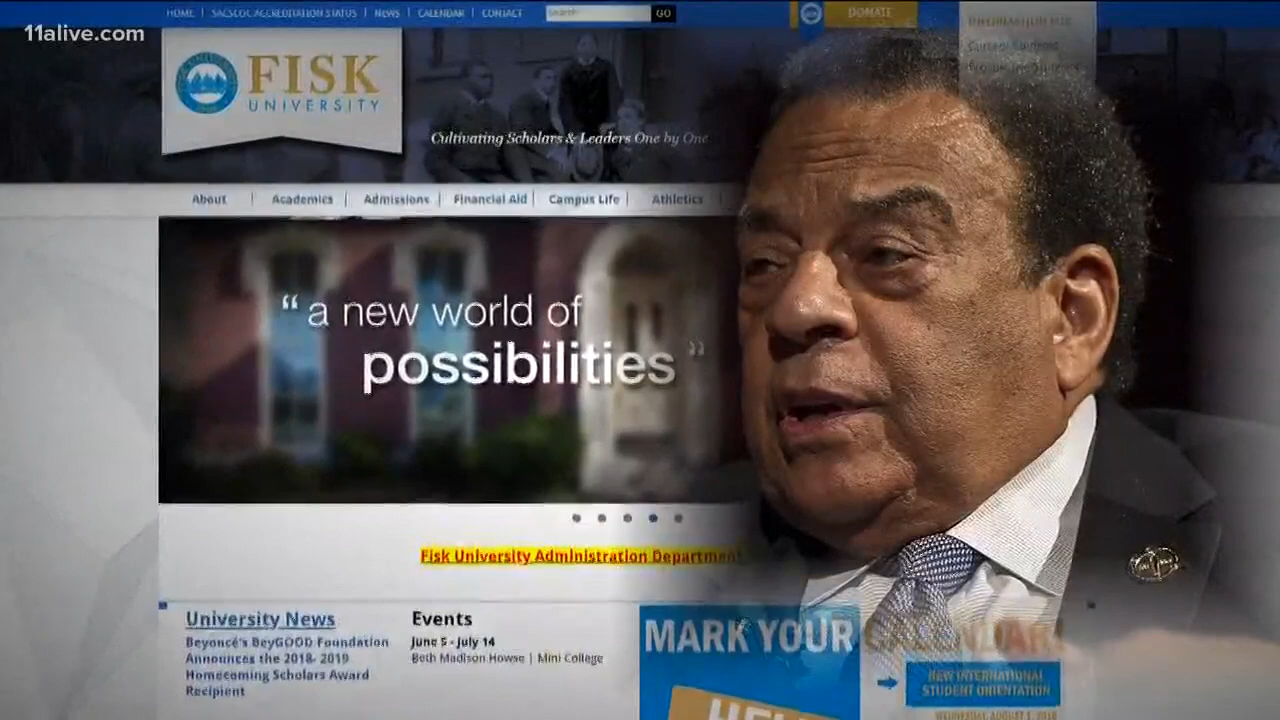 11alive.com
HOME
SACSCOC ACCREDITATION STATUS
NEWS
CALENDAR
CONTACT
Search
GO
DONATE
FISK
UNIVERSITY
Cultivating Scholars & Leaders One by One
About
Academics
Admissions
Financial Aid
Campus Life
Athletics
“ a new world of
possibilities ”
Fisk University Administration Department
University News
Beyoncé's BeyGOOD Foundation
Announces the 2018- 2019
Homecoming Scholars Award
Recipient
Events
June 5 - July 14
Beth Madison Howse | Mini College
MARK YOUR CALENDAR
NEW INTERNATIONAL
STUDENT ORIENTATION